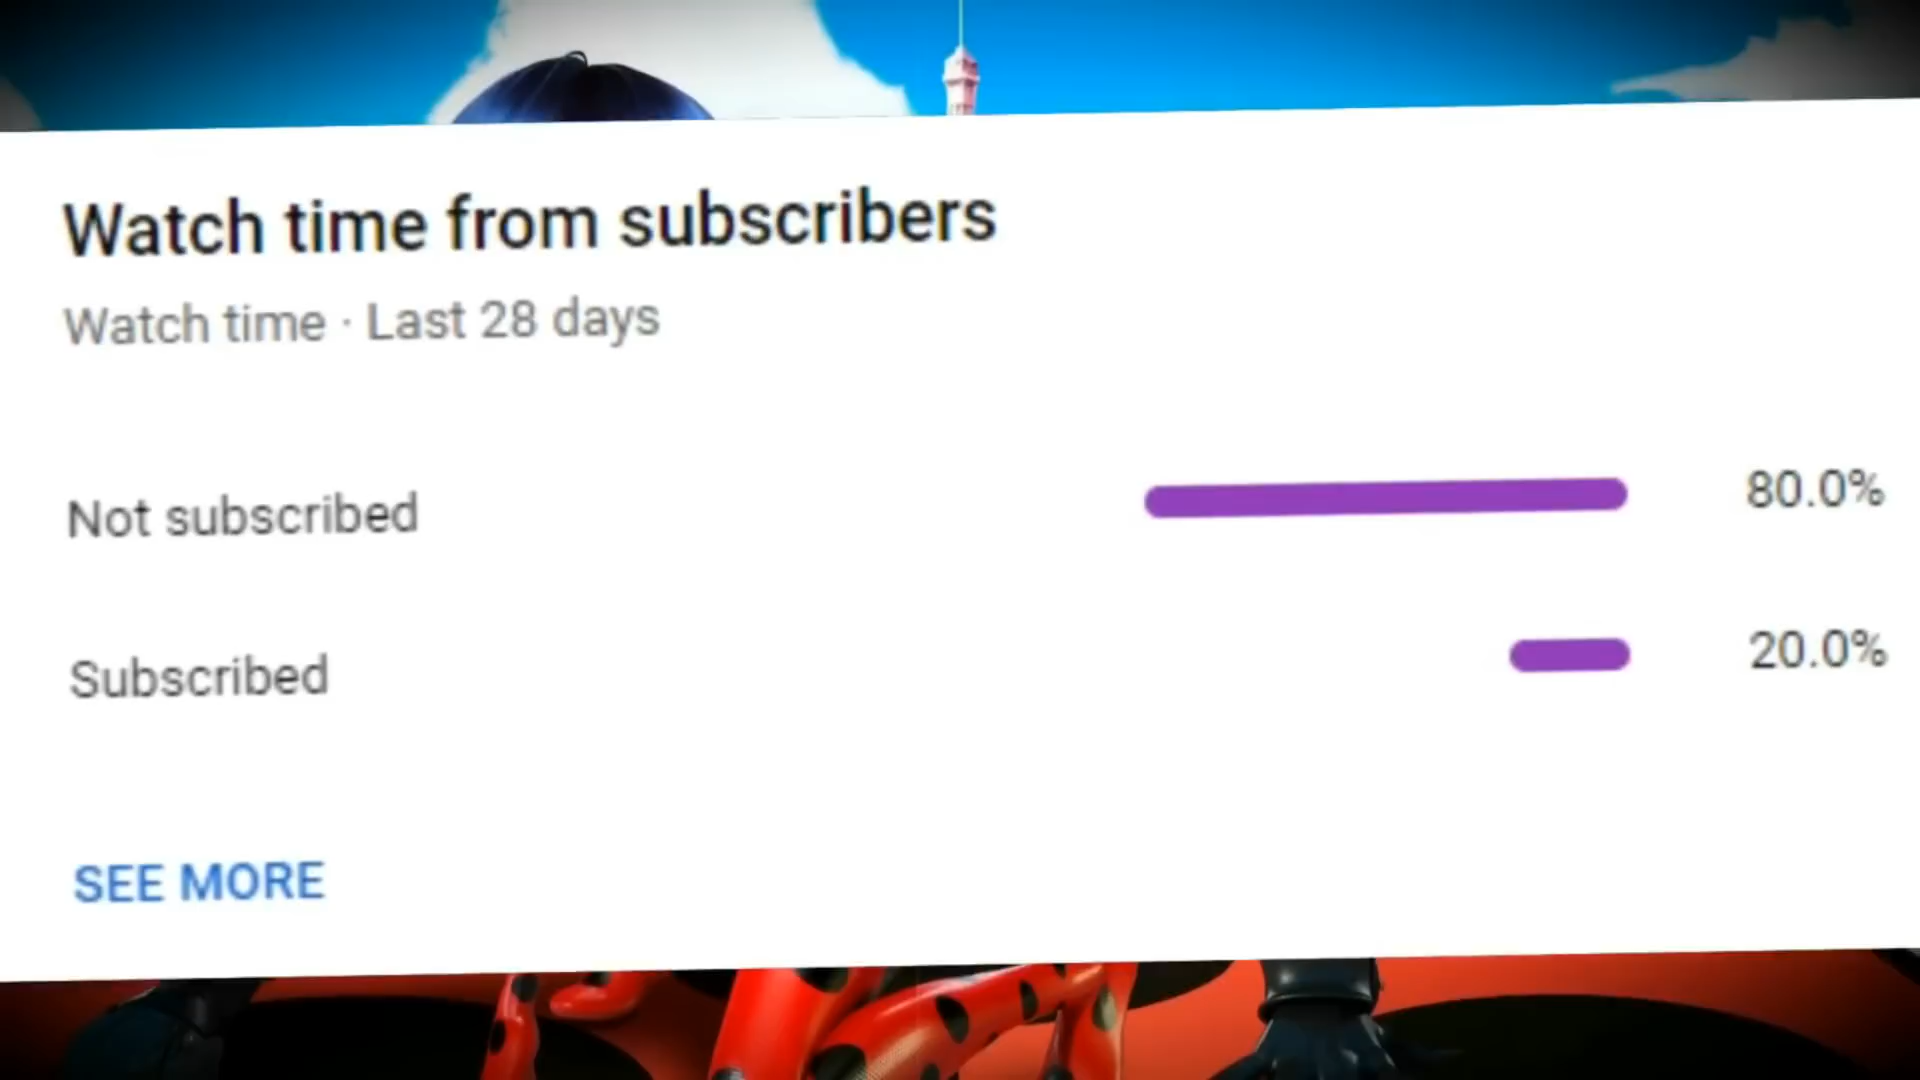 Watch time from subscribers
Watch time · Last 28 days
Not subscribed 80.0%
Subscribed 20.0%
SEE MORE